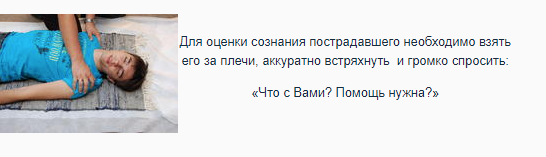 Для оценки сознания пострадавшего необходимо взять
его за плечи, аккуратно встряхнуть и громко спросить:
«Что с Вами? Помощь нужна?»